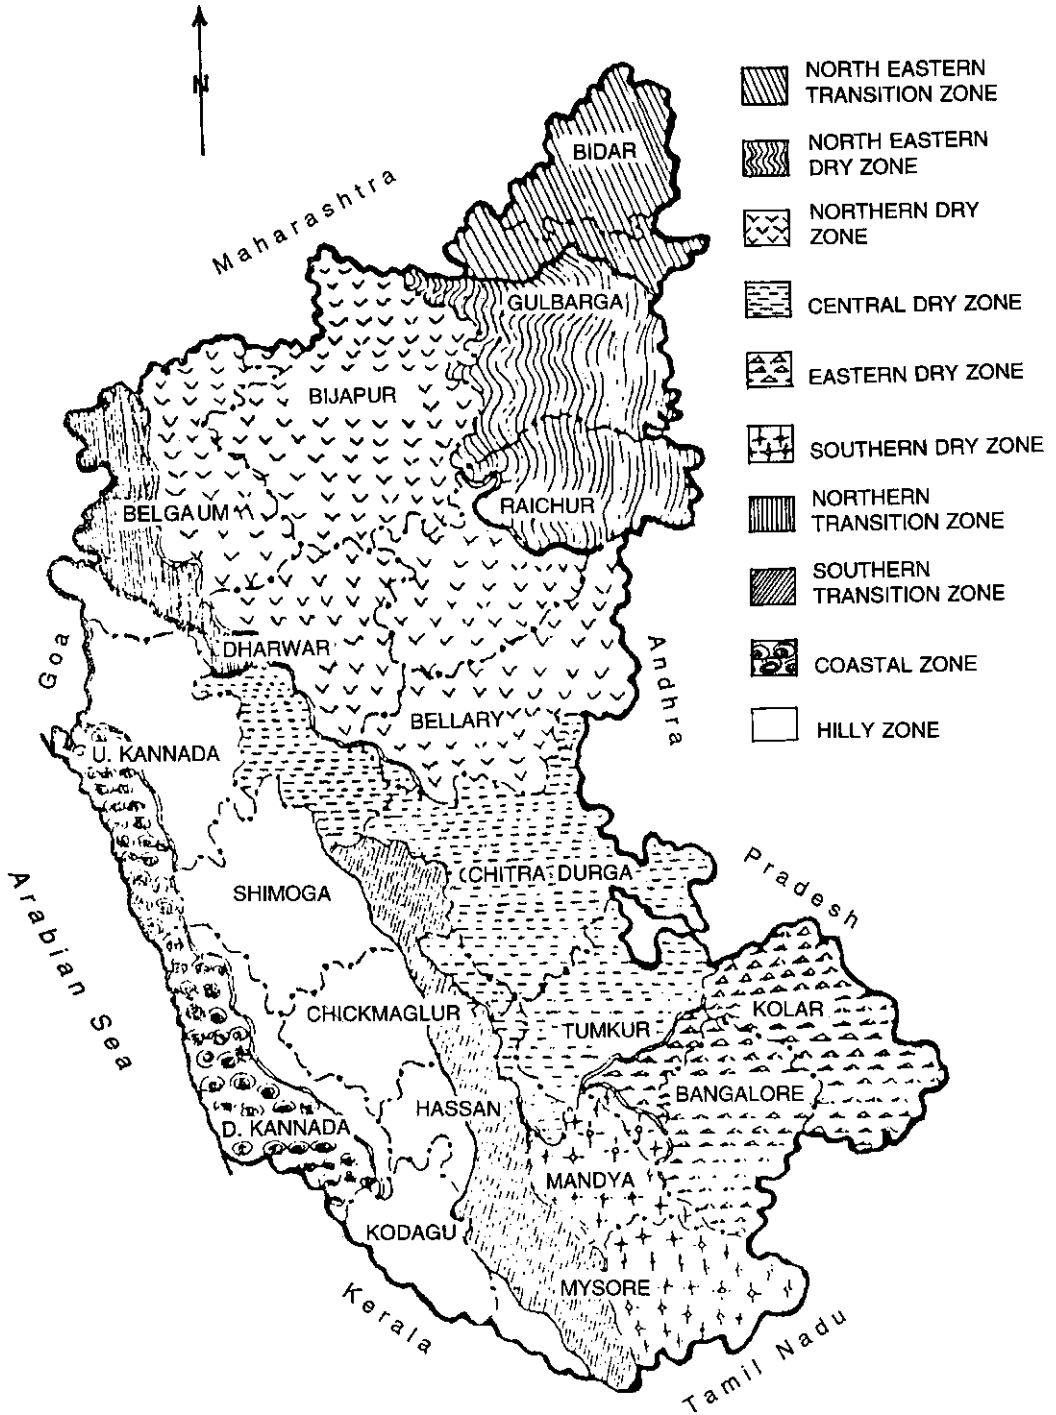 N
NORTH EASTERN
TRANSITION ZONE
NORTH EASTERN
DRY ZONE
NORTHERN DRY
ZONE
CENTRAL DRY ZONE
EASTERN DRY ZONE
SOUTHERN DRY ZONE
NORTHERN
TRANSITION ZONE
SOUTHERN
TRANSITION ZONE
COASTAL ZONE
HILLY ZONE
Maharashtra
BIDAR
GULBARGA
BIJAPUR
RAICHUR
BELGAUM
Goa
DHARWAR
Andhra
BELLARY
U. KANNADA
CHITRA DURGA
Pradesh
SHIMOGA
Arabian Sea
CHICKMAGLUR
TUMKUR
KOLAR
BANGALORE
HASSAN
D. KANNADA
MANDYA
KODAGU
MYSORE
Kerala
Tamil Nadu